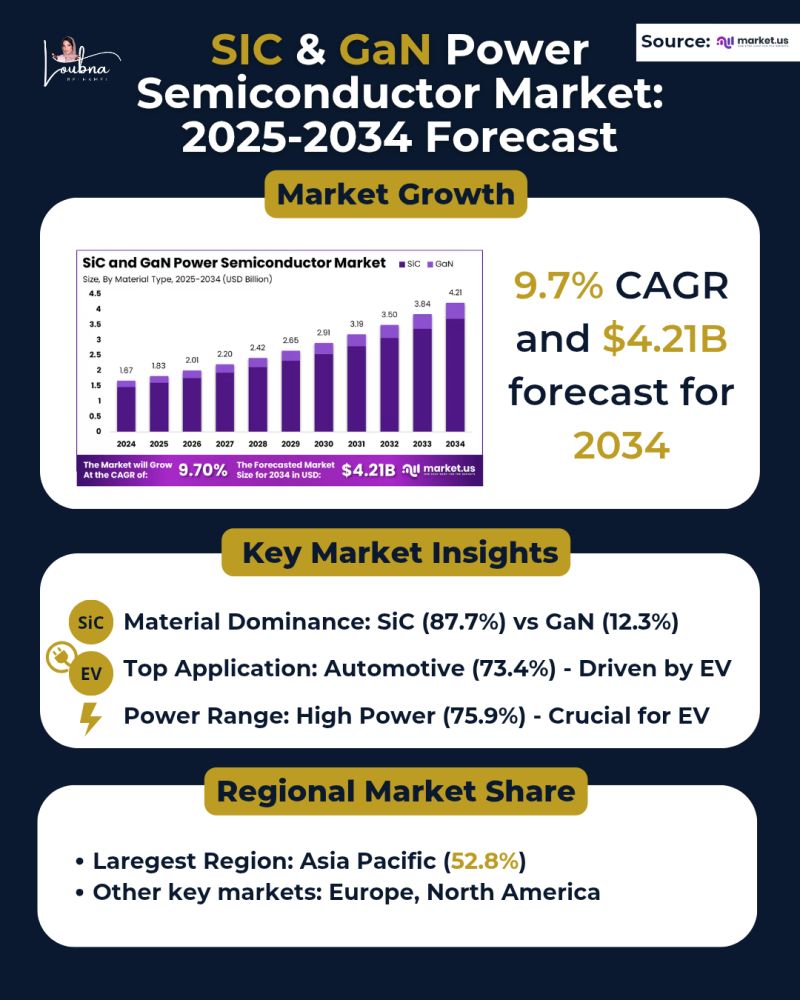 Loubna
SIC & GaN Power
Semiconductor Market:
2025-2034 Forecast
Source: market.us
Market Growth
SiC and GaN Power Semiconductor Market
SiC GaN
Size, By Material Type, 2025-2034 (USD Billion)
4.5
4
3.5
3
2.5
2
1.5
1
0.5
0
1.67 1.83 2.01 2.20 2.42 2.65 2.91 3.19 3.50 3.84 4.21
2024 2025 2026 2027 2028 2029 2030 2031 2032 2033 2034
The Market will Grow
At the CAGR of:
9.70%
The Forecasted Market
Size for 2034 in USD:
$4.21B
market.us
9.7% CAGR
and $4.21B
forecast for
2034
Key Market Insights
SiC Material Dominance: SiC (87.7%) vs GaN (12.3%)
EV Top Application: Automotive (73.4%) - Driven by EV
Power Range: High Power (75.9%) - Crucial for EV
Regional Market Share
• Laregest Region: Asia Pacific (52.8%)
• Other key markets: Europe, North America